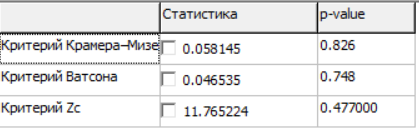 Статистика p-value
Критерий Крамера–Мизе 0.058145 0.826
Критерий Ватсона 0.046535 0.748
Критерий Zc 11.765224 0.477000